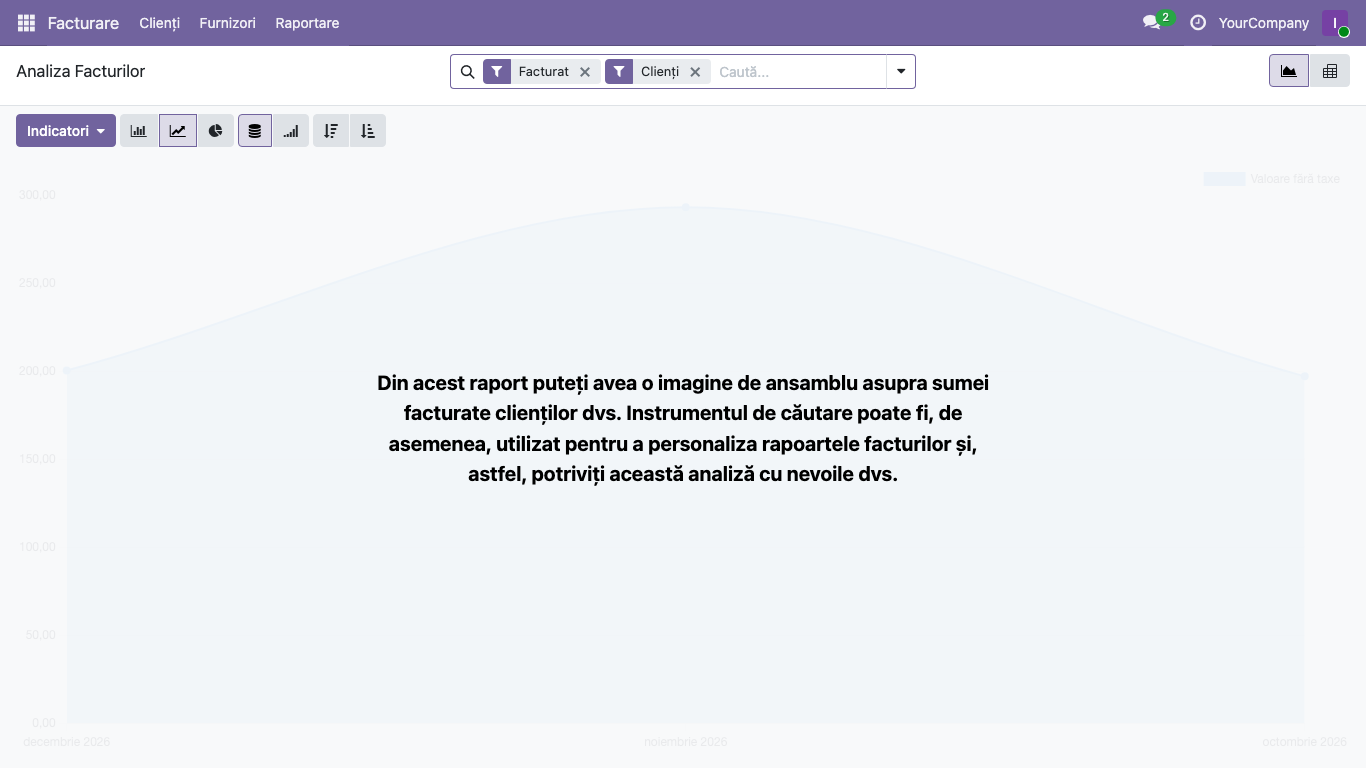 Facturare Clienți Furnizori Raportare 2 YourCompany I
Analiza Facturilor Facturat Clienți Caută...
Indicatori
Valoare fără taxe
300,00
250,00
200,00
150,00
100,00
50,00
0,00
Din acest raport puteți avea o imagine de ansamblu asupra sumei
facturate clienților dvs. Instrumentul de căutare poate fi, de
asemenea, utilizat pentru a personaliza rapoartele facturilor și,
astfel, potriviți această analiză cu nevoile dvs.
decembrie 2026 noiembrie 2026 octombrie 2026